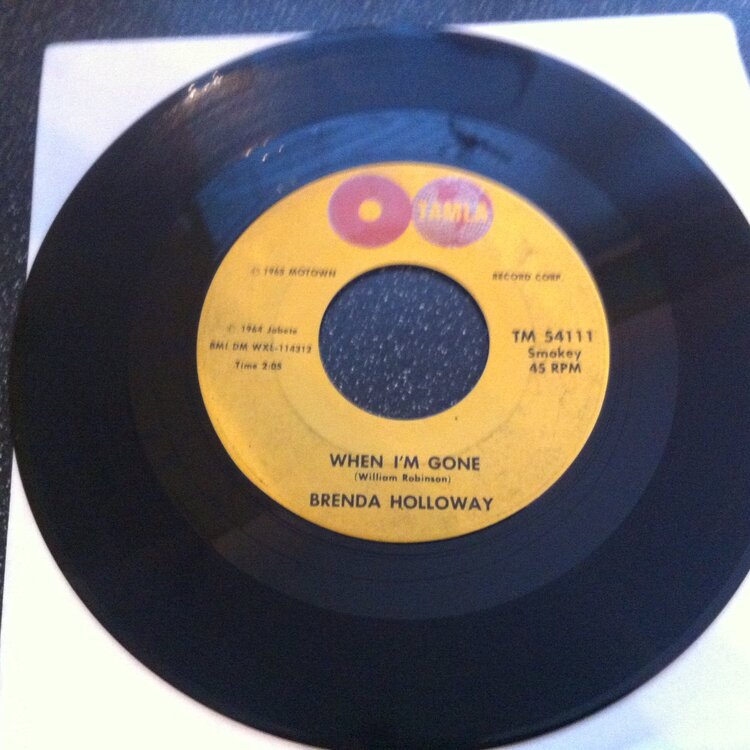 TAMLA
© 1965 MOTOWN RECORD CORP.
© 1964 Jobete
BMI DM WXL-114312
Time 2:05
TM 54111
Smokey
45 RPM
WHEN I'M GONE
(William Robinson)
BRENDA HOLLOWAY